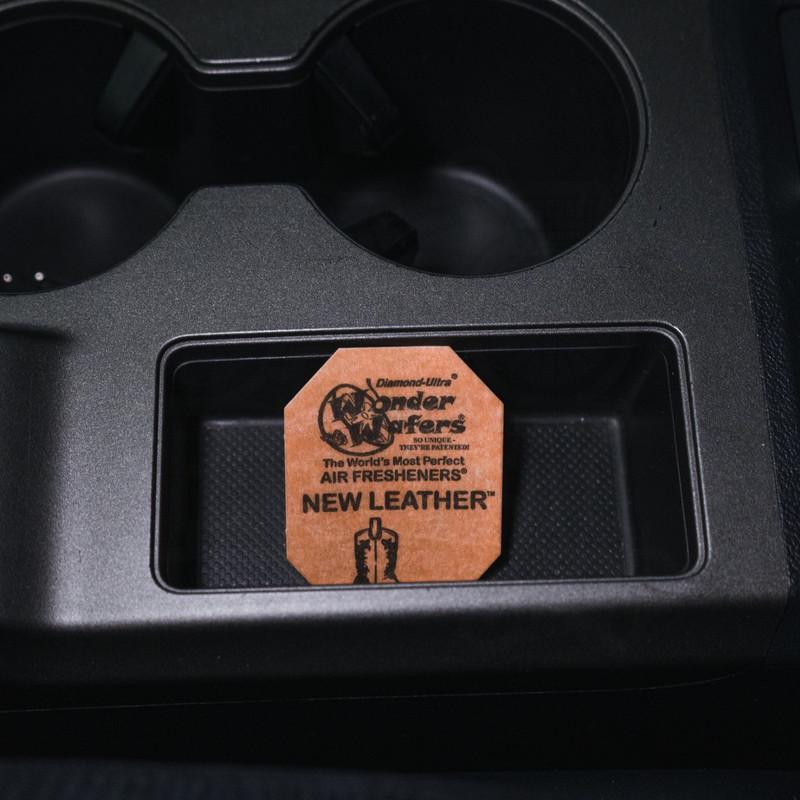 Diamond-Ultra®
Wonder
Wafers®
SO UNIQUE -
THEY'RE PATENTED!
The World's Most Perfect
AIR FRESHENERS®
NEW LEATHER™